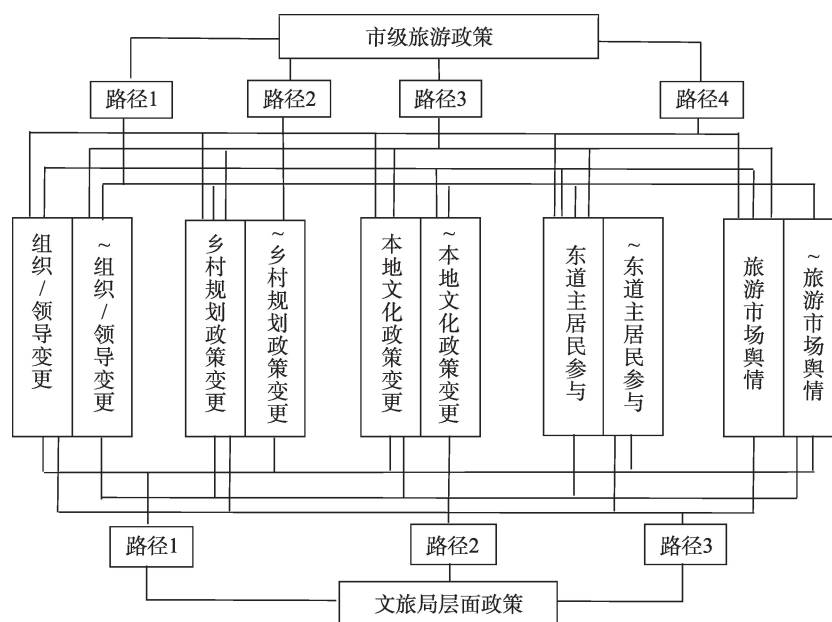 市级旅游政策
路径1
路径2
路径3
路径4
组织/领导变更
~组织/领导变更
乡村规划政策变更
~乡村规划政策变更
本地文化政策变更
~本地文化政策变更
东道主居民参与
~东道主居民参与
旅游市场舆情
~旅游市场舆情
路径1
路径2
路径3
文旅局层面政策